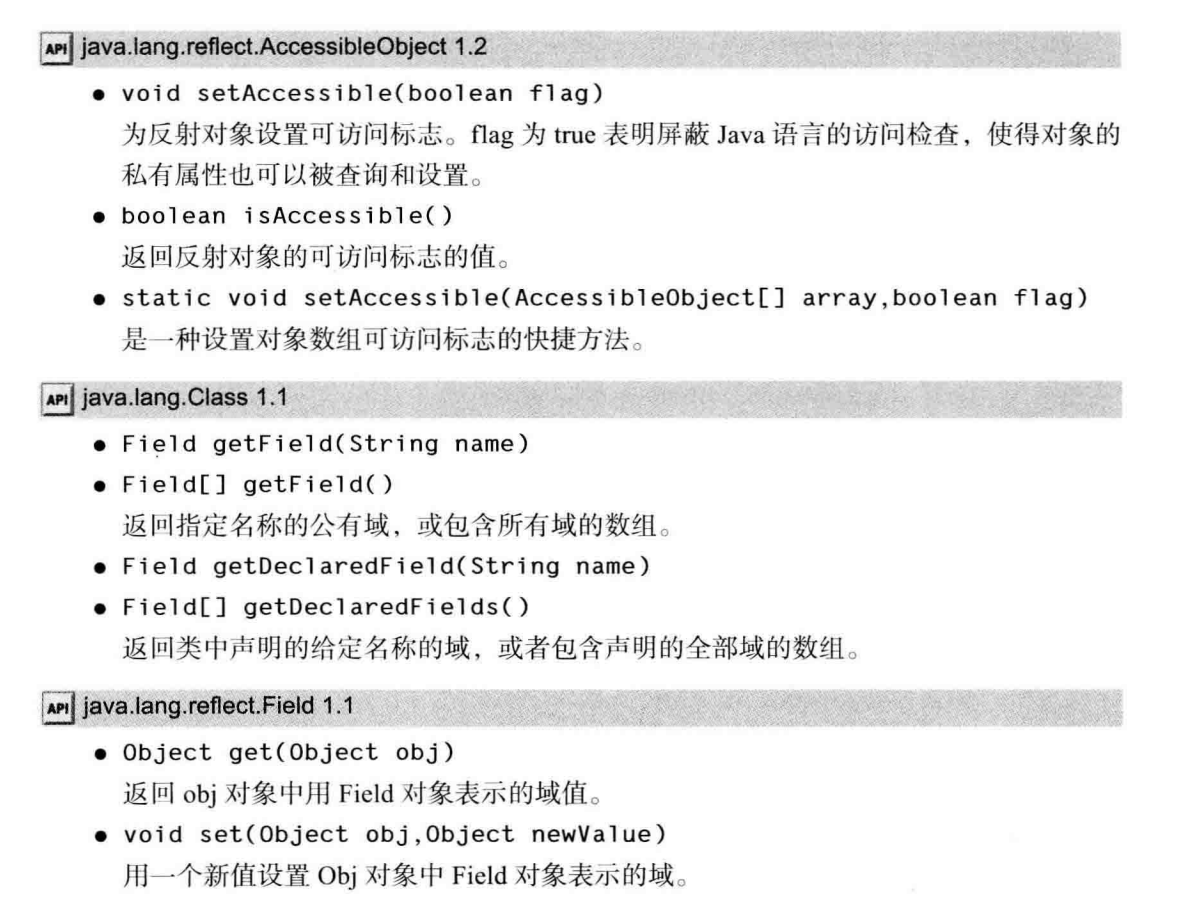 API java.lang.reflect.AccessibleObject 1.2
● void setAccessible(boolean flag)
为反射对象设置可访问标志。flag 为 true 表明屏蔽 Java 语言的访问检查，使得对象的
私有属性也可以被查询和设置。
● boolean isAccessible()
返回反射对象的可访问标志的值。
● static void setAccessible(AccessibleObject[] array,boolean flag)
是一种设置对象数组可访问标志的快捷方法。
API java.lang.Class 1.1
● Field getField(String name)
● Field[] getField()
返回指定名称的公有域，或包含所有域的数组。
● Field getDeclaredField(String name)
● Field[] getDeclaredFields()
返回类中声明的给定名称的域，或者包含声明的全部域的数组。
API java.lang.reflect.Field 1.1
● Object get(Object obj)
返回 obj 对象中用 Field 对象表示的域值。
● void set(Object obj,Object newValue)
用一个新值设置 Obj 对象中 Field 对象表示的域。